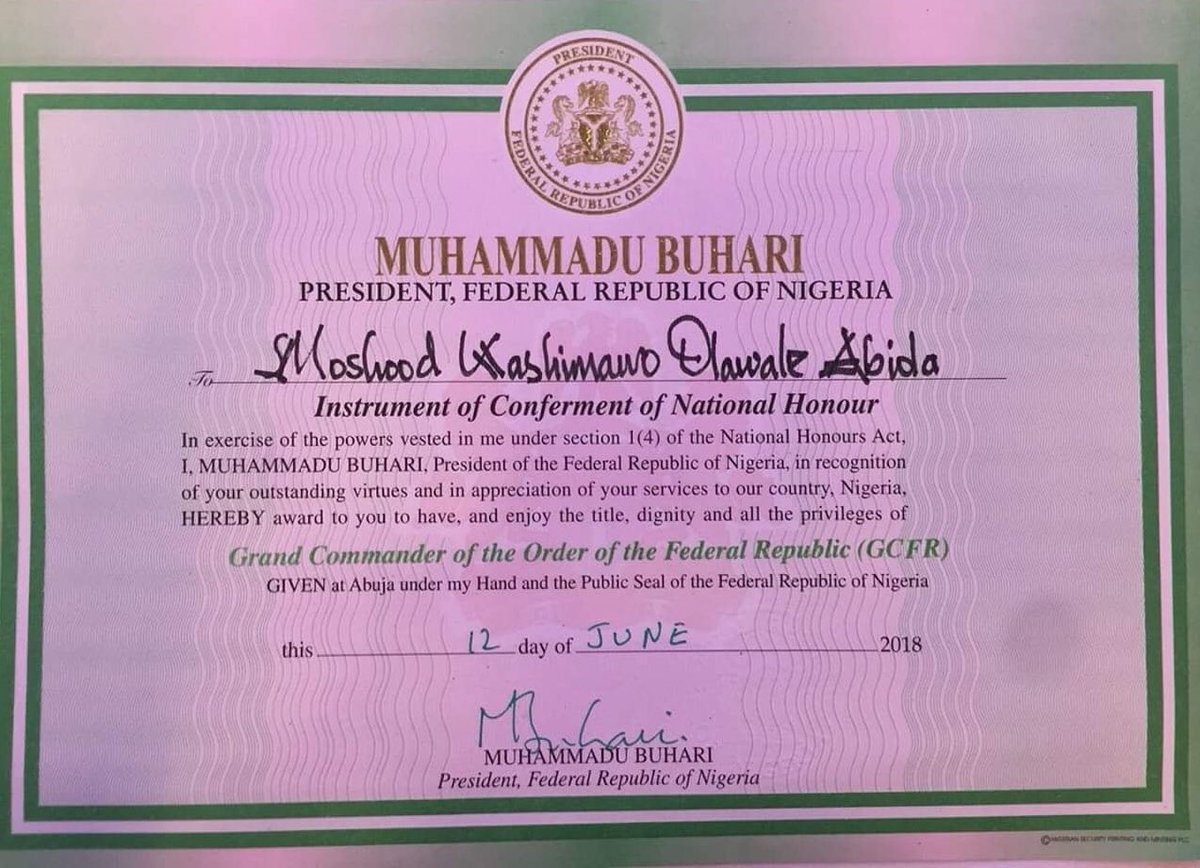 PRESIDENT
FEDERAL REPUBLIC OF NIGERIA
MUHAMMADU BUHARI
PRESIDENT, FEDERAL REPUBLIC OF NIGERIA
To Moshood Kashimawo Olawale Abiola
Instrument of Conferment of National Honour
In exercise of the powers vested in me under section 1(4) of the National Honours Act,
I, MUHAMMADU BUHARI, President of the Federal Republic of Nigeria, in recognition
of your outstanding virtues and in appreciation of your services to our country, Nigeria,
HEREBY award to you to have, and enjoy the title, dignity and all the privileges of
Grand Commander of the Order of the Federal Republic (GCFR)
GIVEN at Abuja under my Hand and the Public Seal of the Federal Republic of Nigeria
this 12 day of JUNE 2018
MBuhari.
MUHAMMADU BUHARI
President, Federal Republic of Nigeria
©NIGERIAN SECURITY PRINTING AND MINTING PLC